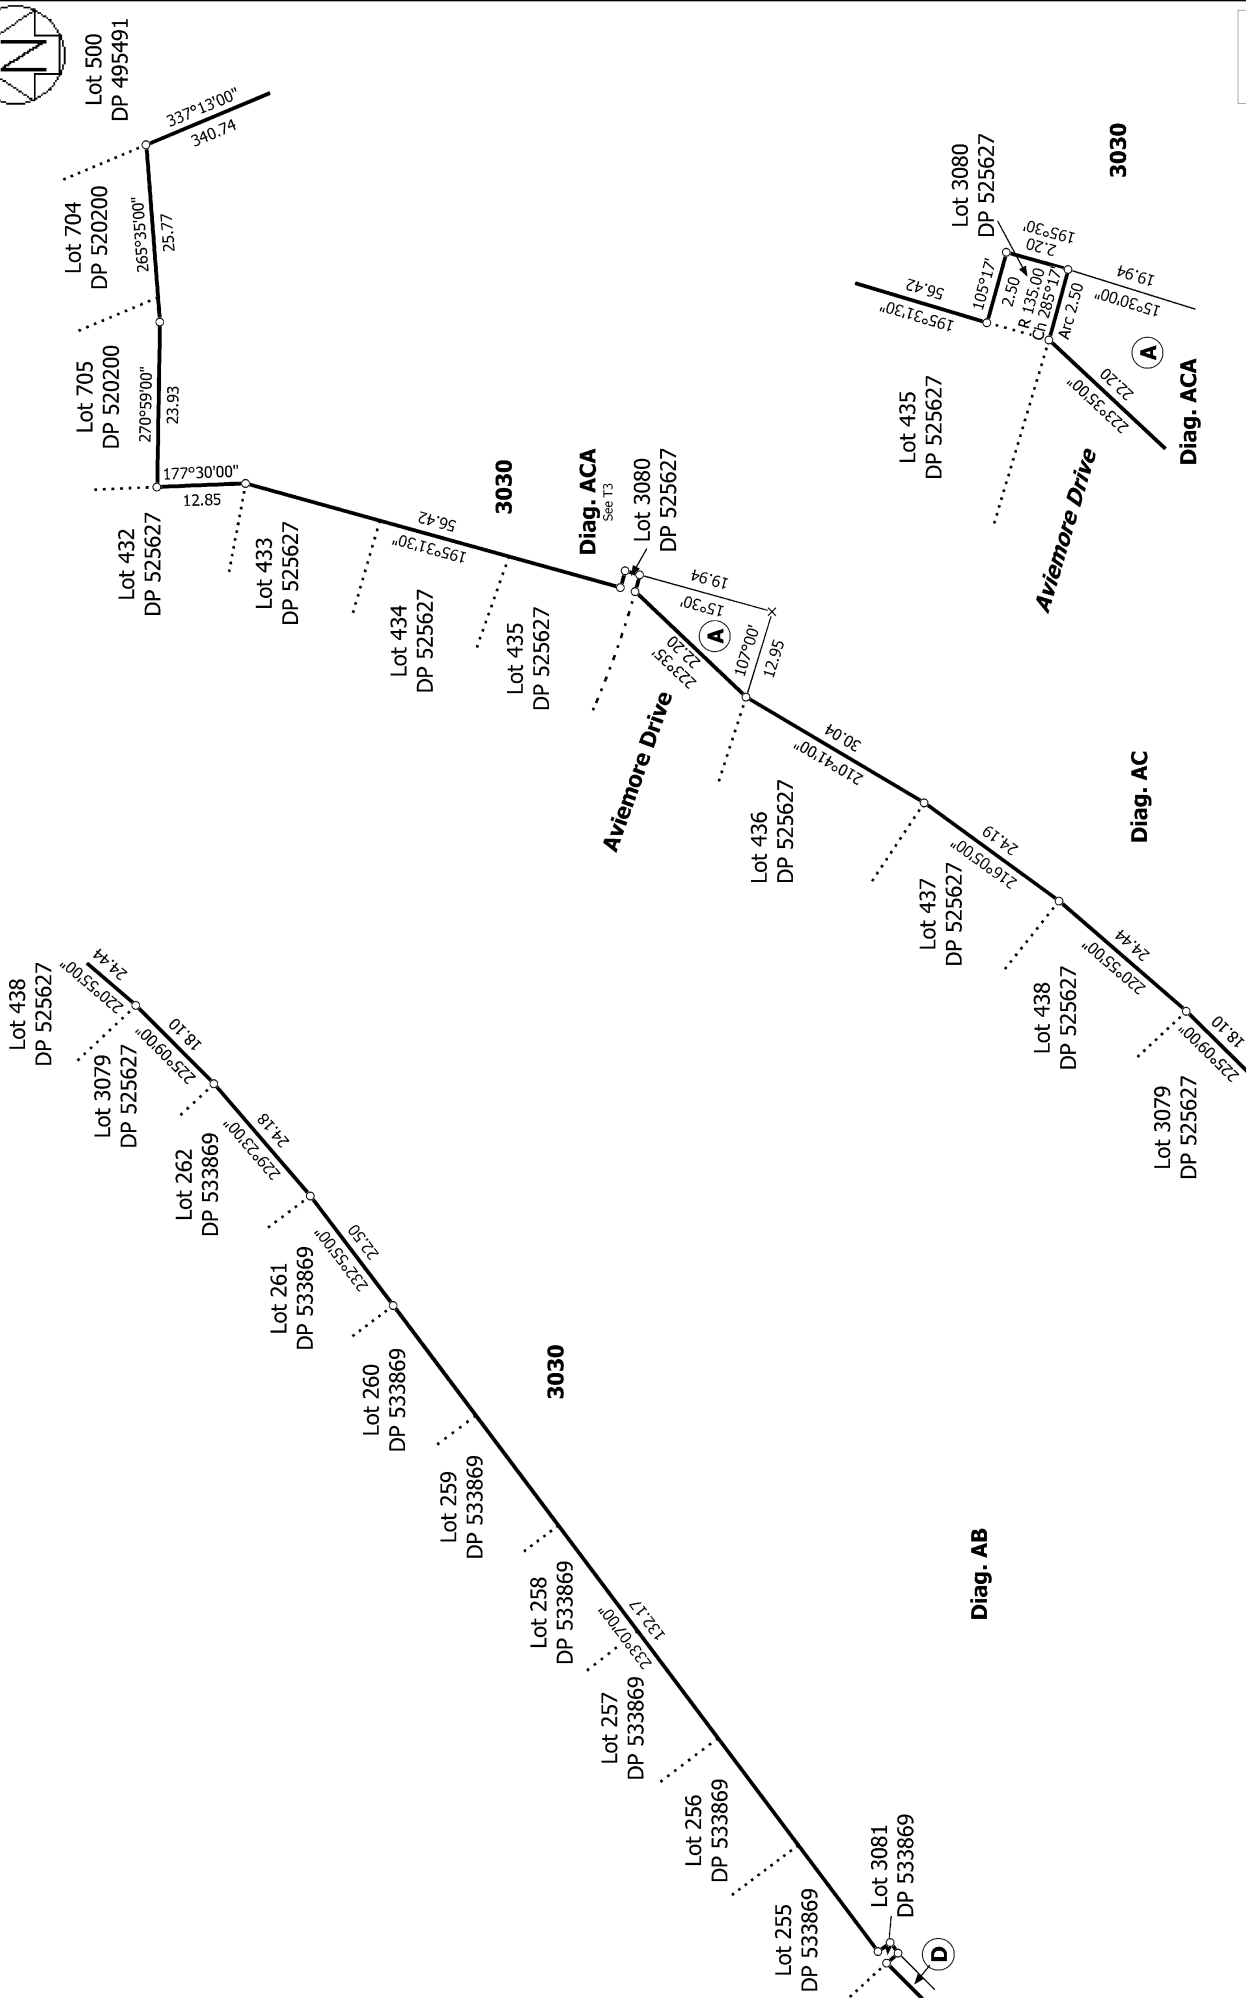 N
Lot 500
DP 495491
337°13'00"
340.74
Lot 704
DP 520200
265°35'00"
25.77
Lot 705
DP 520200
270°59'00"
23.93
177°30'00"
12.85
Lot 432
DP 525627
Lot 433
DP 525627
Lot 434
DP 525627
Lot 435
DP 525627
56.42
195°31'30"
3030
Diag. ACA
See T3
Lot 3080
DP 525627
19.94
15°30'
A
22.20
223°35'
107°00'
12.95
Aviemore Drive
Lot 436
DP 525627
30.04
210°41'00"
Lot 437
DP 525627
24.19
216°05'00"
Lot 438
DP 525627
24.44
220°55'00"
Lot 3079
DP 525627
18.10
225°09'00"
Diag. AC
Lot 3080
DP 525627
3030
195°30'
2.20
105°17'
2.50
R 135.00
Ch 285°17'
Arc 2.50
56.42
195°31'30"
19.94
15°30'00"
Lot 435
DP 525627
A
22.20
223°35'00"
Aviemore Drive
Diag. ACA
Lot 438
DP 525627
24.44
220°55'00"
Lot 3079
DP 525627
18.10
225°09'00"
Lot 262
DP 533869
24.18
229°23'00"
Lot 261
DP 533869
22.50
232°55'00"
Lot 260
DP 533869
3030
Lot 259
DP 533869
Lot 258
DP 533869
132.17
233°07'00"
Lot 257
DP 533869
Lot 256
DP 533869
Lot 255
DP 533869
Lot 3081
DP 533869
D
Diag. AB